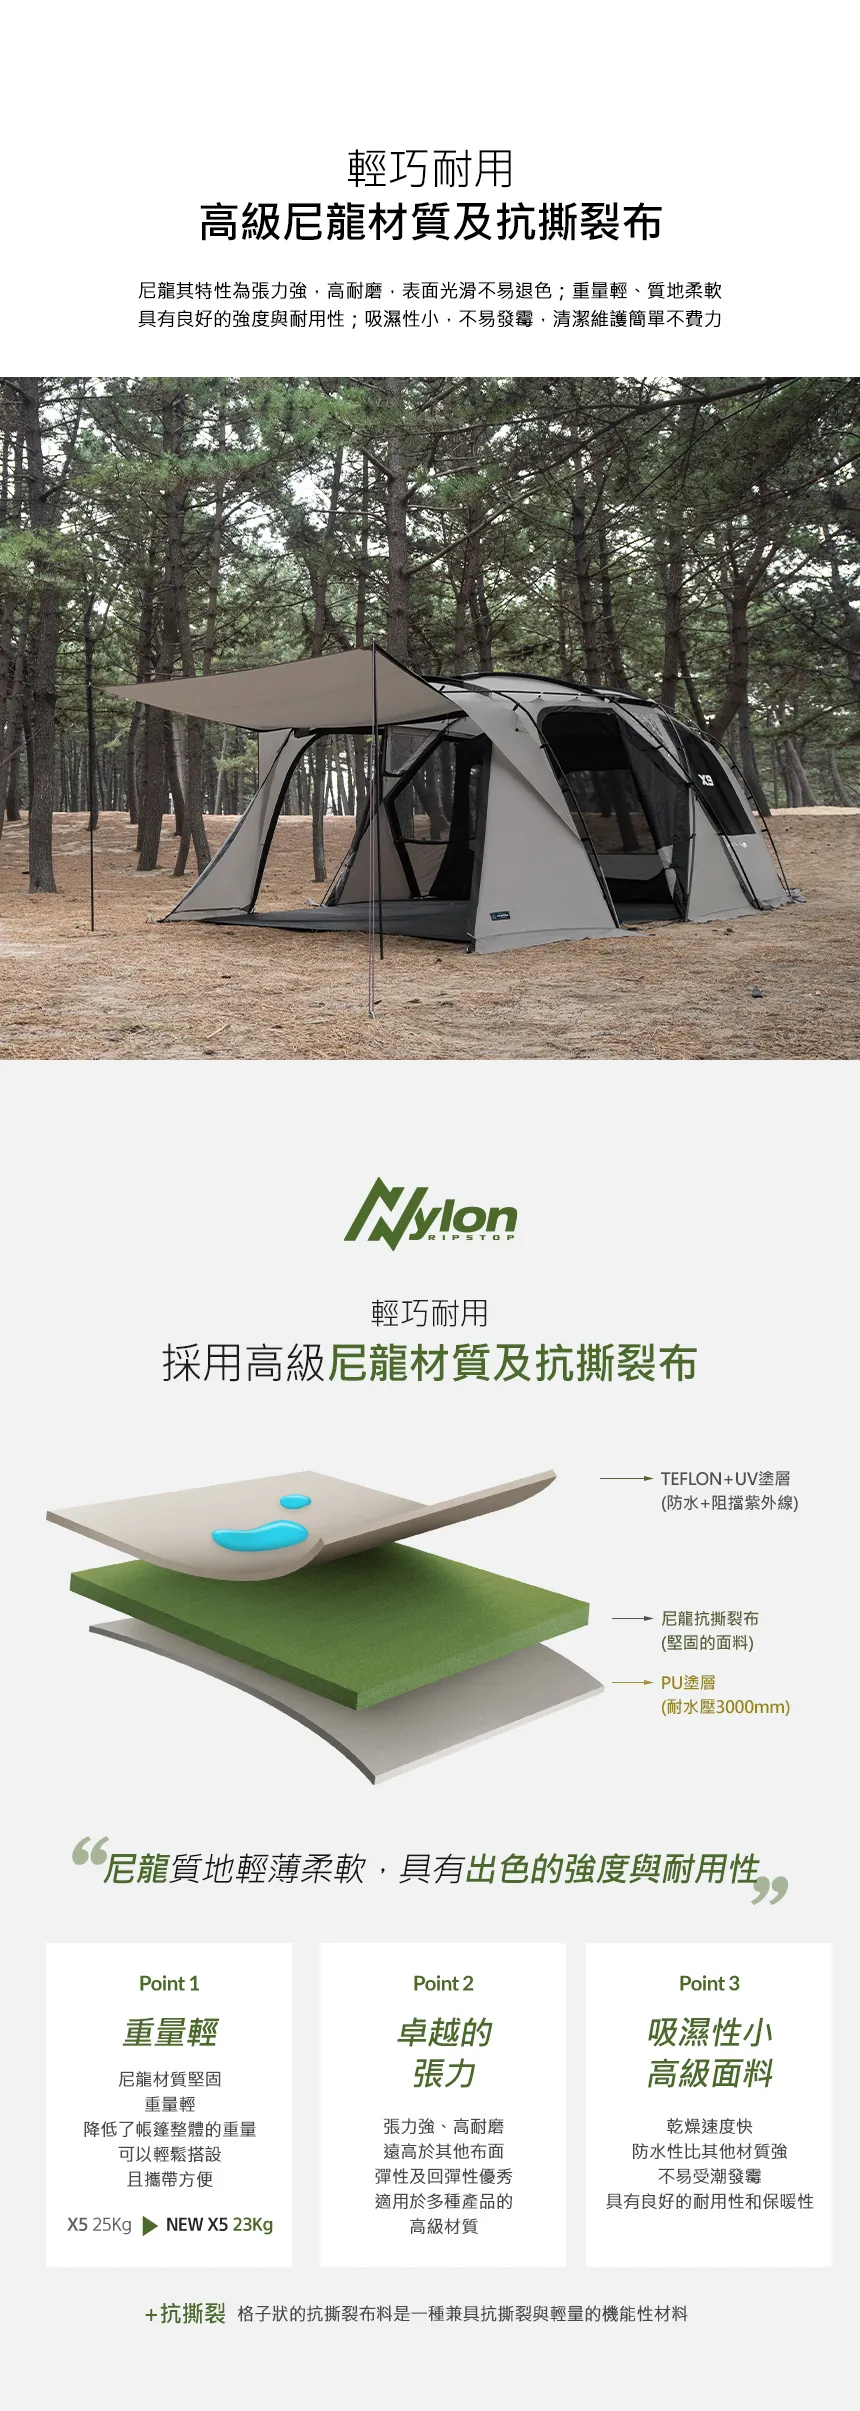 輕巧耐用
高級尼龍材質及抗撕裂布
尼龍其特性為張力強，高耐磨，表面光滑不易退色；重量輕、質地柔軟
具有良好的強度與耐用性；吸濕性小，不易發霉，清潔維護簡單不費力
X9
Nylon
RIPSTOP
輕巧耐用
採用高級尼龍材質及抗撕裂布
TEFLON+UV塗層
(防水+阻擋紫外線)
尼龍抗撕裂布
(堅固的面料)
PU塗層
(耐水壓3000mm)
“尼龍質地輕薄柔軟，具有出色的強度與耐用性”
Point 1
重量輕
尼龍材質堅固
重量輕
降低了帳篷整體的重量
可以輕鬆搭設
且攜帶方便
X5 25Kg ▶ NEW X5 23Kg
Point 2
卓越的
張力
張力強、高耐磨
遠高於其他布面
彈性及回彈性優秀
適用於多種產品的
高級材質
Point 3
吸濕性小
高級面料
乾燥速度快
防水性比其他材質強
不易受潮發霉
具有良好的耐用性和保暖性
+抗撕裂 格子狀的抗撕裂布料是一種兼具抗撕裂與輕量的機能性材料